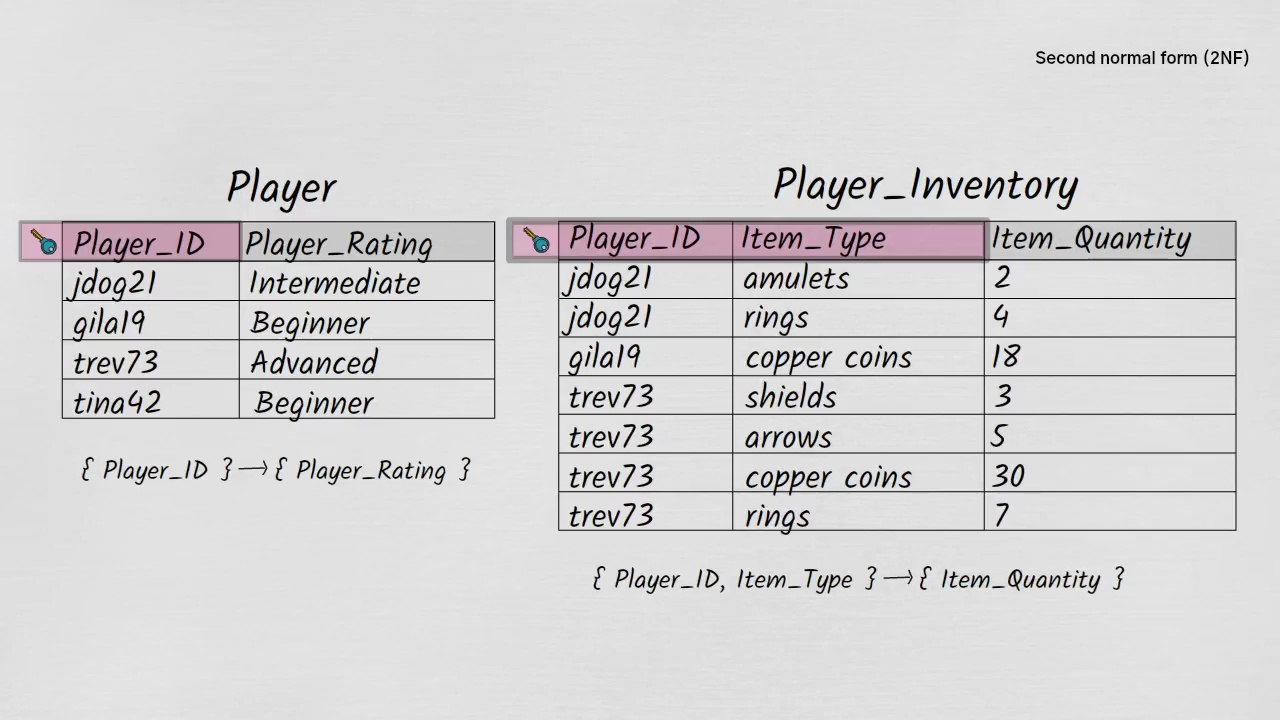 Second normal form (2NF)
Player
Player_ID Player_Rating
jdog21 Intermediate
gila19 Beginner
trev73 Advanced
tina42 Beginner
{ Player_ID } → { Player_Rating }
Player_Inventory
Player_ID Item_Type Item_Quantity
jdog21 amulets 2
jdog21 rings 4
gila19 copper coins 18
trev73 shields 3
trev73 arrows 5
trev73 copper coins 30
trev73 rings 7
{ Player_ID, Item_Type } → { Item_Quantity }